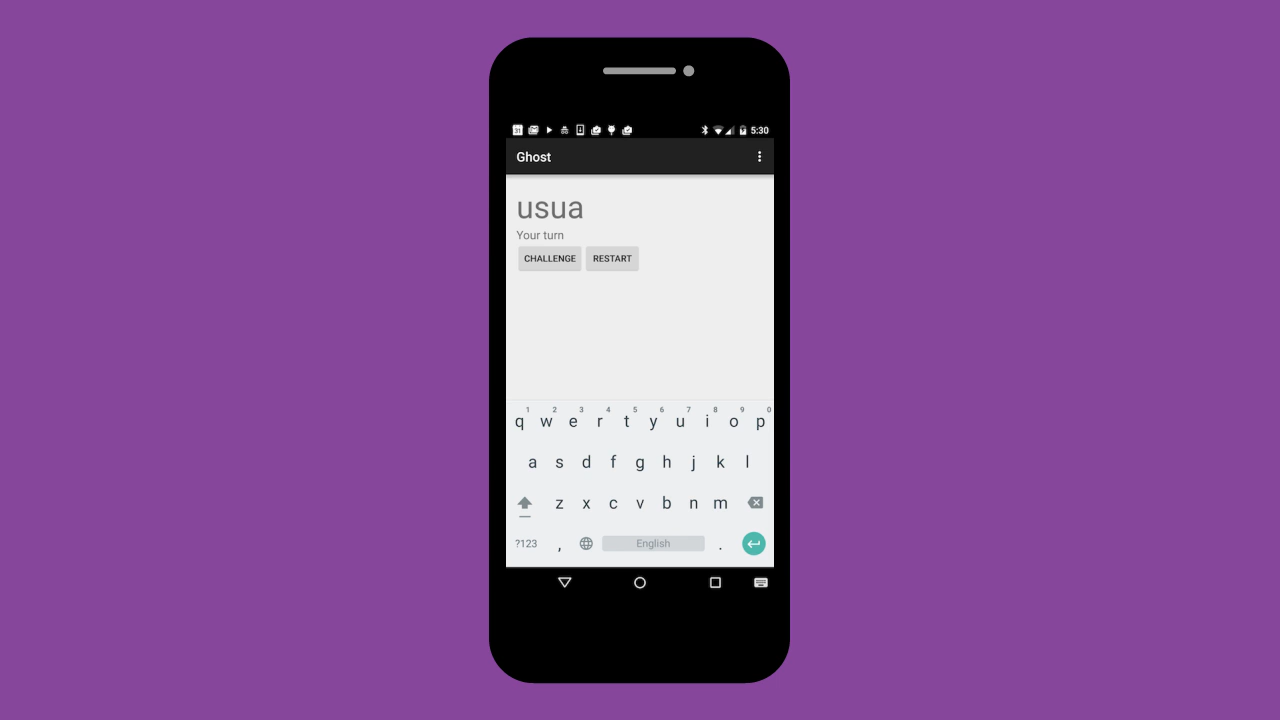 31 5:30
Ghost
usua
Your turn
CHALLENGE RESTART
1 2 3 4 5 6 7 8 9 0
q w e r t y u i o p
a s d f g h j k l
z x c v b n m
?123 , English .